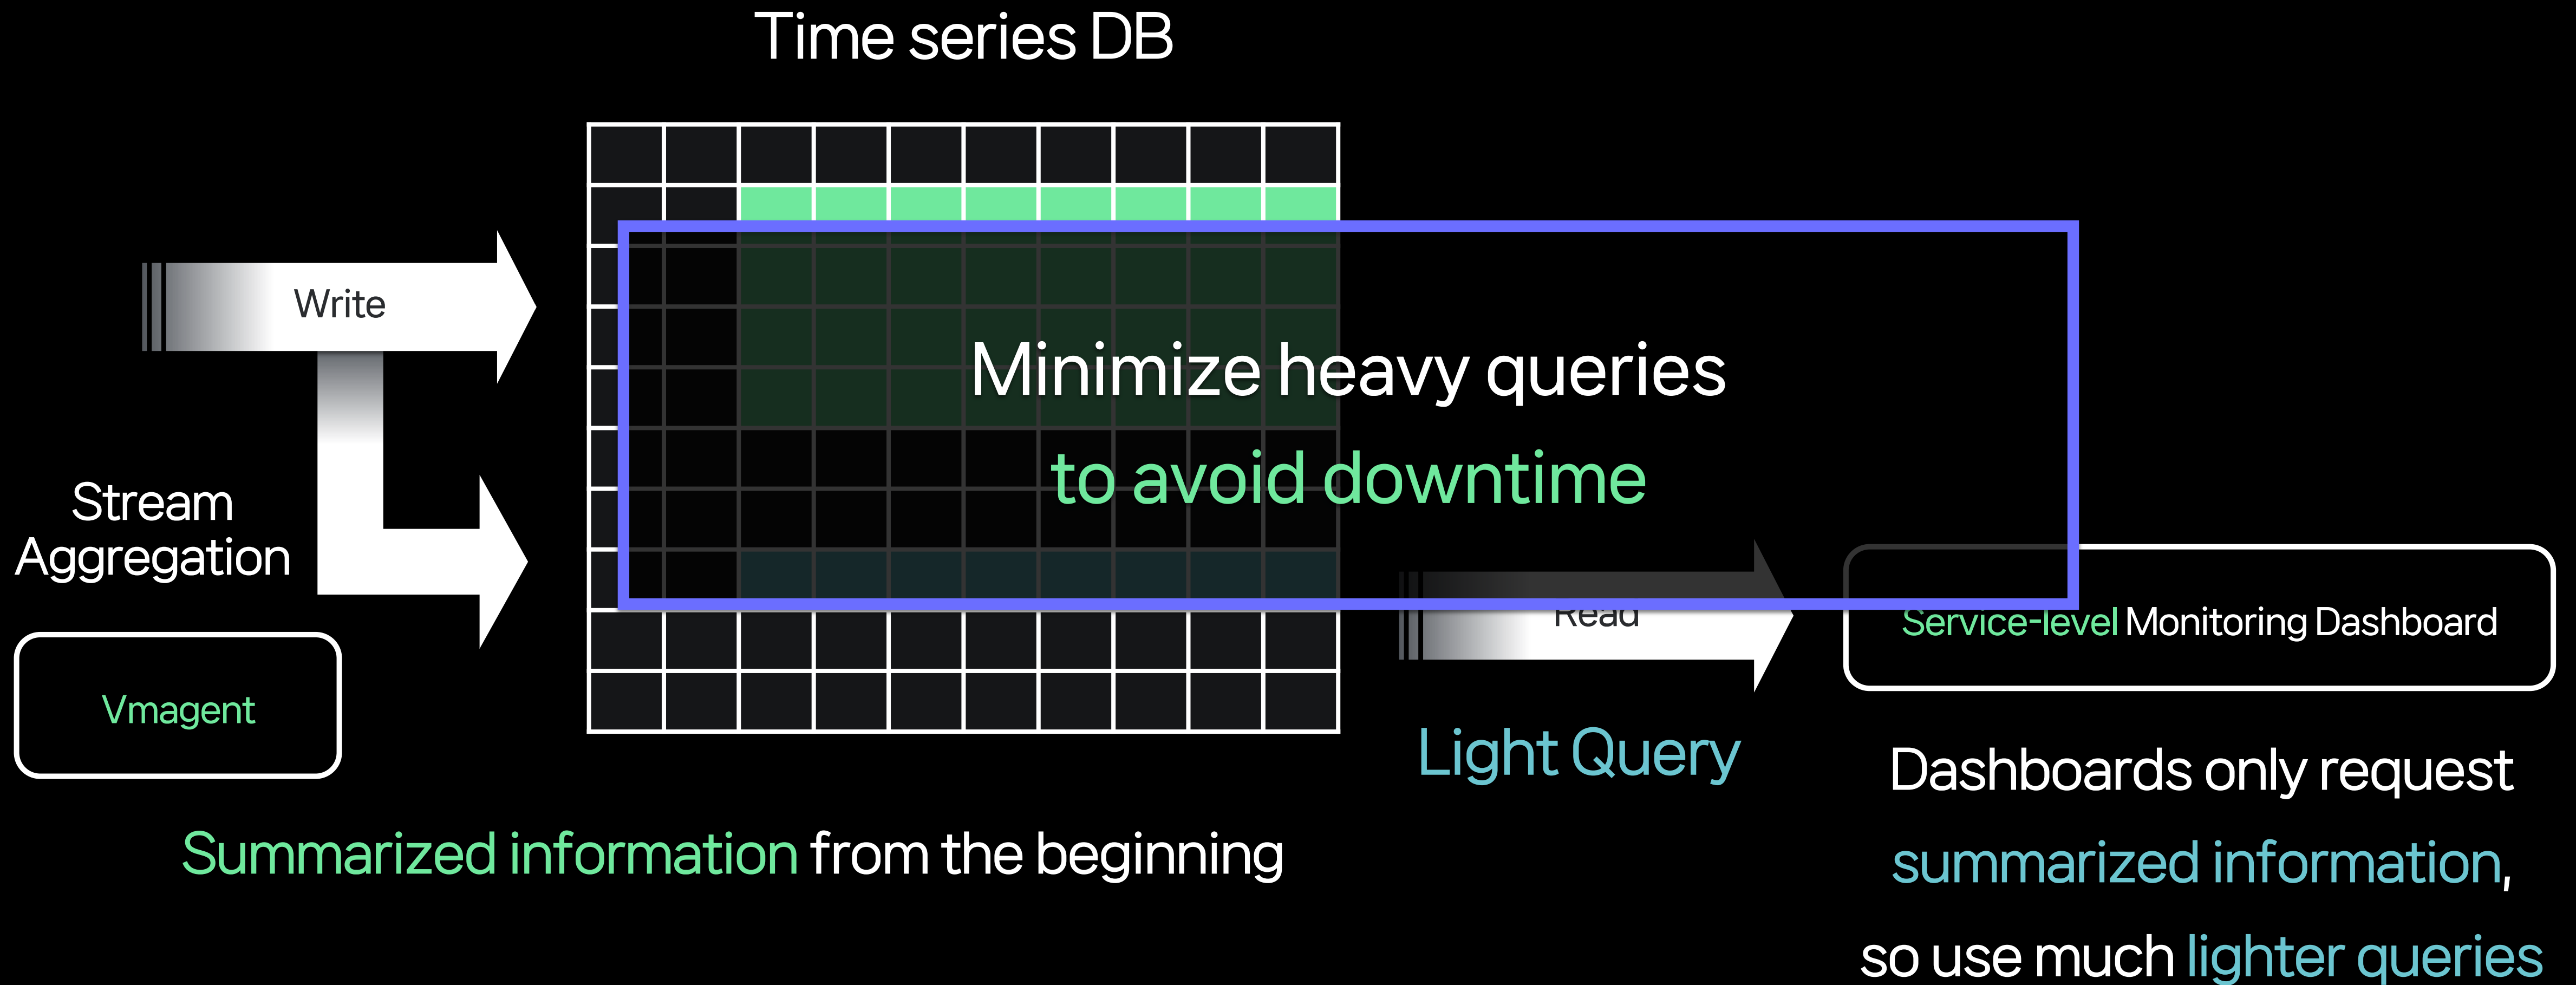 Time series DB
Write
Minimize heavy queries
to avoid downtime
Stream
Aggregation
Read
Service-level Monitoring Dashboard
Vmagent
Light Query
Dashboards only request
summarized information,
so use much lighter queries
Summarized information from the beginning